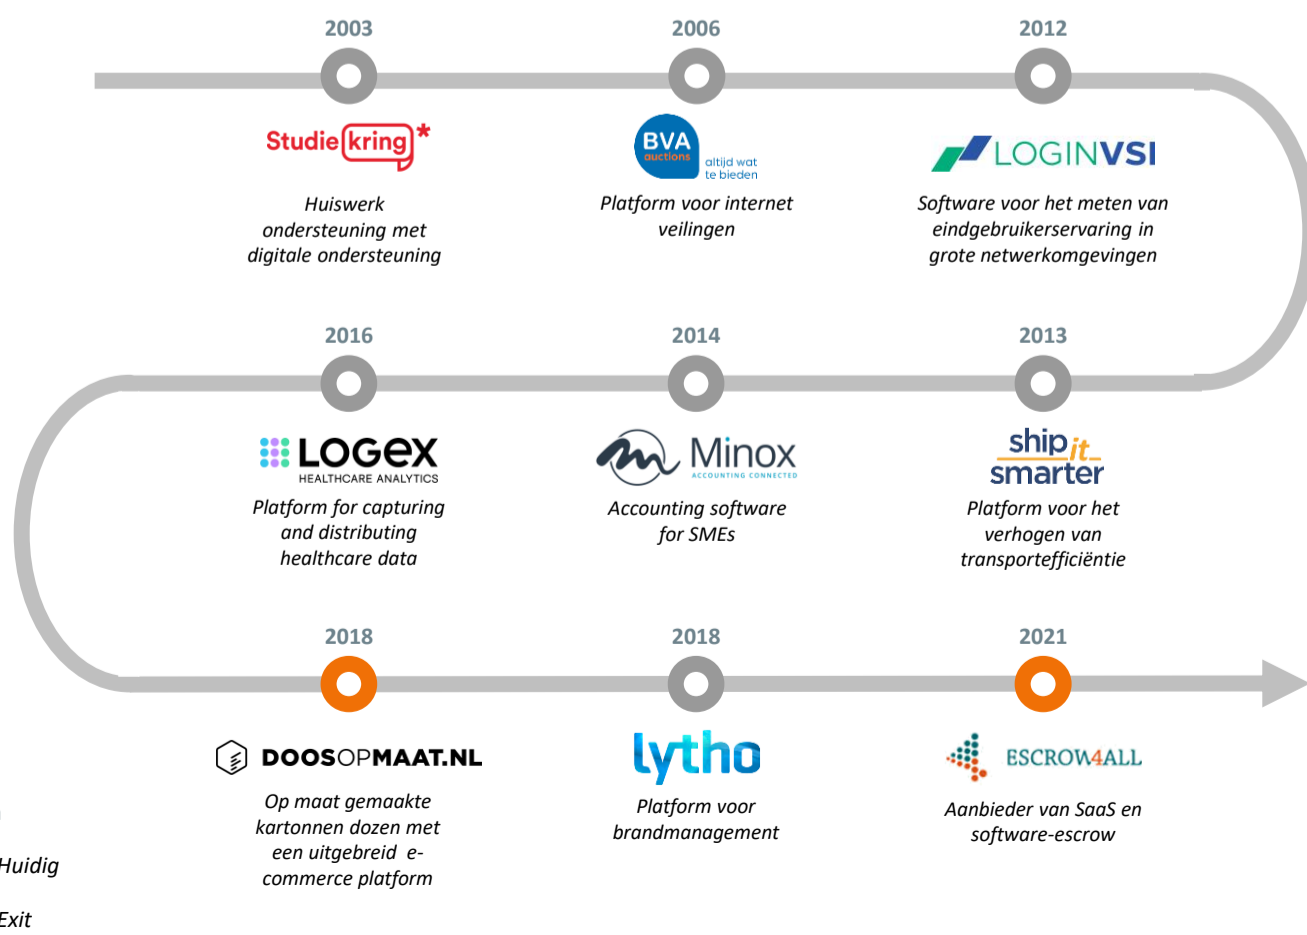 2003
2006
2012
Studie kring*
BVA
auctions
altijd wat
te bieden
LOGINVSI
Huiswerk
ondersteuning met
digitale ondersteuning
Platform voor internet
veilingen
Software voor het meten van
eindgebruikerservaring in
grote netwerkomgevingen
2016
2014
2013
LOGEX
HEALTHCARE ANALYTICS
Minox
ACCOUNTING CONNECTED
ship it
smarter
Platform for capturing
and distributing
healthcare data
Accounting software
for SMEs
Platform voor het
verhogen van
transportefficiëntie
2018
2018
2021
DOOSOPMAAT.NL
lytho
ESCROW4ALL
Op maat gemaakte
kartonnen dozen met
een uitgebreid e-
commerce platform
Platform voor
brandmanagement
Aanbieder van SaaS en
software-escrow
Huidig
Exit